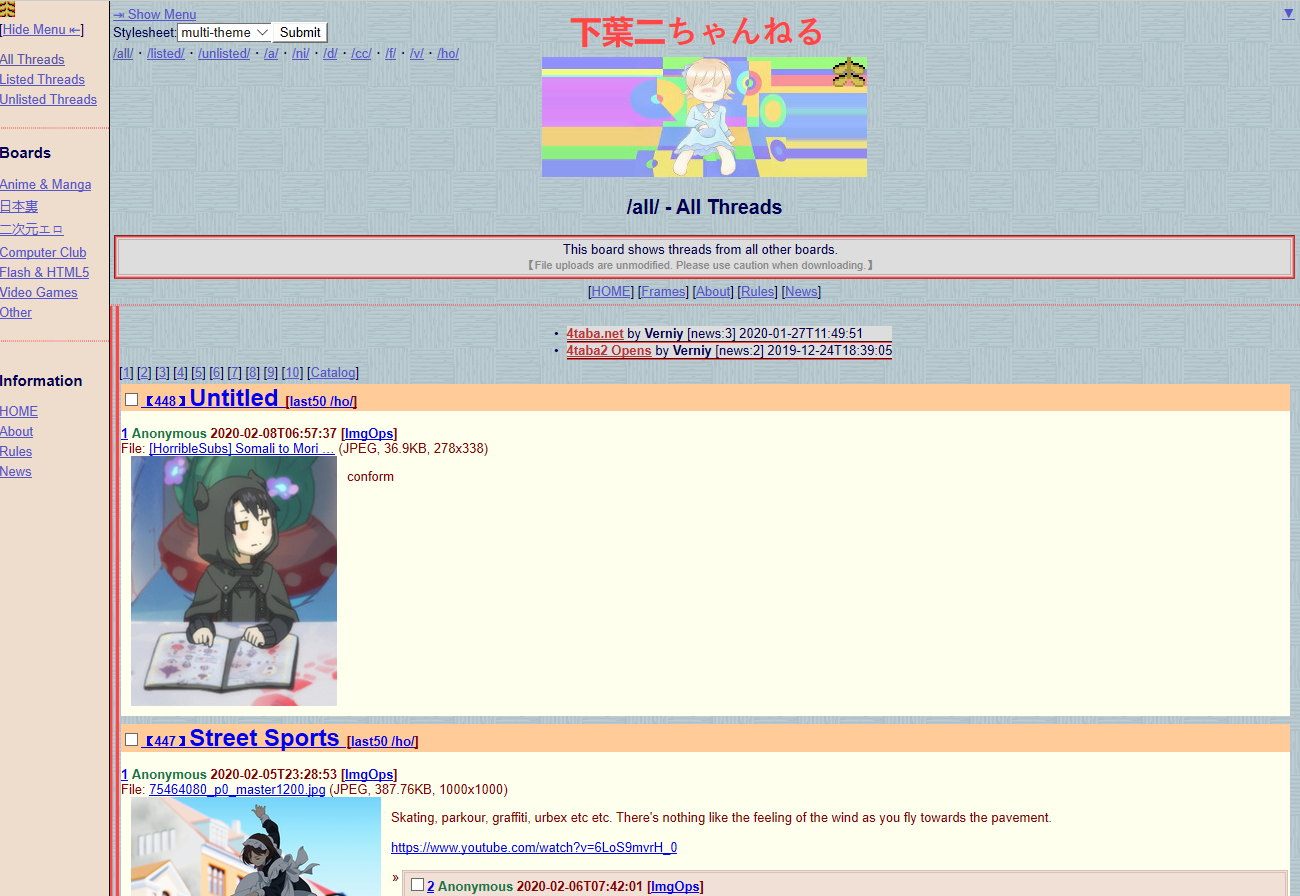 [Hide Menu ⇤]
All Threads
Listed Threads
Unlisted Threads
Boards
Anime & Manga
日本裏
二次元エロ
Computer Club
Flash & HTML5
Video Games
Other
Information
HOME
About
Rules
News
⇥ Show Menu
▼
Stylesheet: multi-theme Submit
/all/ · /listed/ · /unlisted/ · /a/ · /ni/ · /d/ · /cc/ · /f/ · /v/ · /ho/
下葉二ちゃんねる
/all/ - All Threads
This board shows threads from all other boards.
【File uploads are unmodified. Please use caution when downloading.】
[HOME] [Frames] [About] [Rules] [News]
• 4taba.net by Verniy [news:3] 2020-01-27T11:49:51
• 4taba2 Opens by Verniy [news:2] 2019-12-24T18:39:05
[1] [2] [3] [4] [5] [6] [7] [8] [9] [10] [Catalog]
【448】Untitled [last50 /ho/]
1 Anonymous 2020-02-08T06:57:37 [ImgOps]
File: [HorribleSubs] Somali to Mori ... (JPEG, 36.9KB, 278x338)
conform
【447】Street Sports [last50 /ho/]
1 Anonymous 2020-02-05T23:28:53 [ImgOps]
File: 75464080_p0_master1200.jpg (JPEG, 387.76KB, 1000x1000)
Skating, parkour, graffiti, urbex etc etc. There's nothing like the feeling of the wind as you fly towards the pavement.
https://www.youtube.com/watch?v=6LoS9mvrH_0
» 2 Anonymous 2020-02-06T07:42:01 [ImgOps]